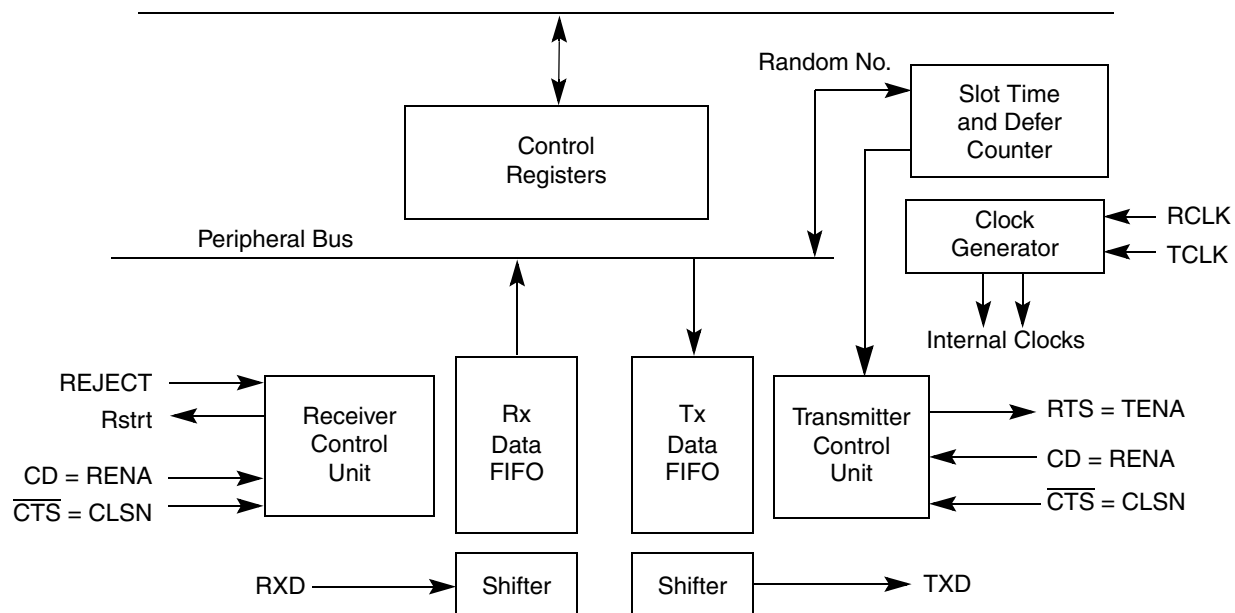 Random No.
Slot Time
and Defer
Counter
Control
Registers
Peripheral Bus
Clock
Generator
RCLK
TCLK
Internal Clocks
REJECT
Rstrt
CD = RENA
C̅T̅S̅ = CLSN
Receiver
Control
Unit
Rx
Data
FIFO
Tx
Data
FIFO
Transmitter
Control
Unit
RTS = TENA
CD = RENA
C̅T̅S̅ = CLSN
RXD
Shifter
Shifter
TXD